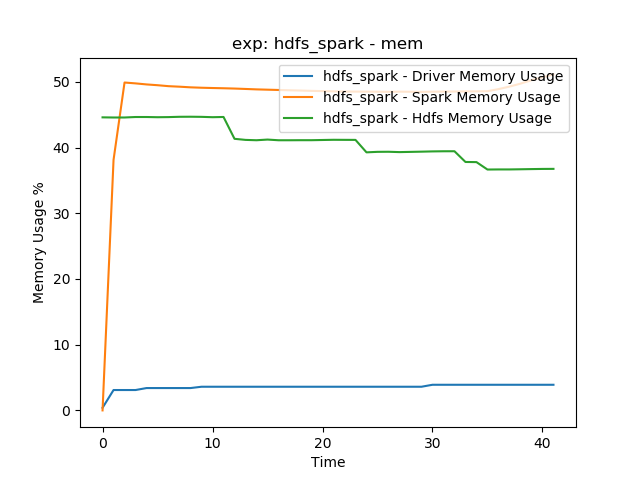 exp: hdfs_spark - mem
hdfs_spark - Driver Memory Usage
hdfs_spark - Spark Memory Usage
hdfs_spark - Hdfs Memory Usage
Memory Usage %
50
40
30
20
10
0
0 10 20 30 40
Time